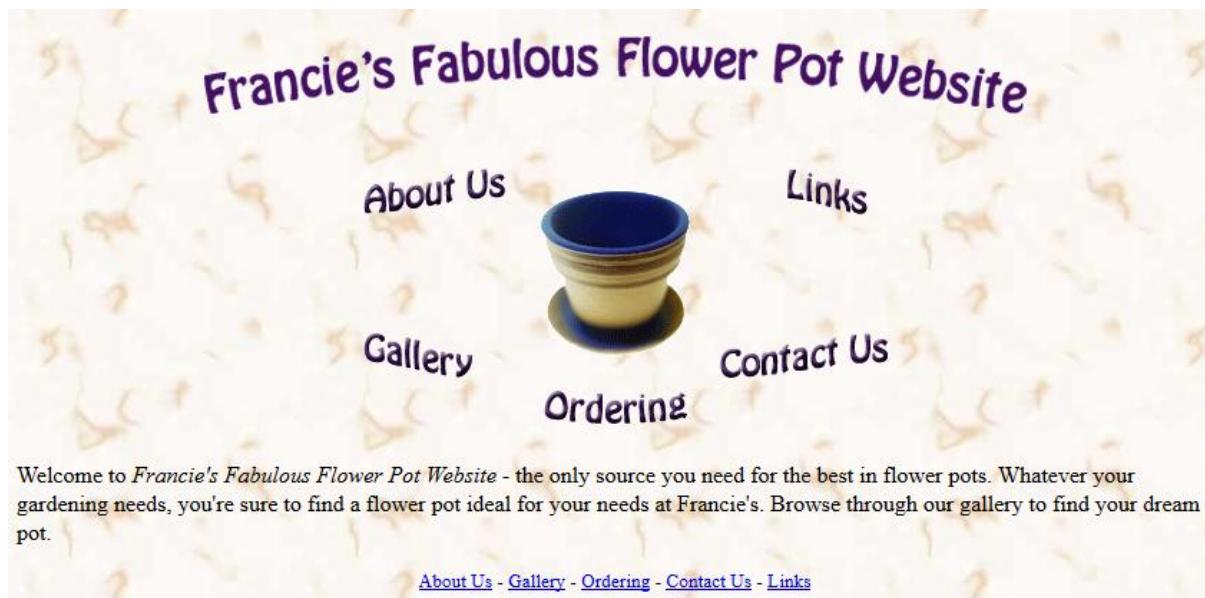 Francie's Fabulous Flower Pot Website
About Us
Links
Gallery
Contact Us
Ordering
Welcome to Francie's Fabulous Flower Pot Website - the only source you need for the best in flower pots. Whatever your
gardening needs, you're sure to find a flower pot ideal for your needs at Francie's. Browse through our gallery to find your dream
pot.
About Us - Gallery - Ordering - Contact Us - Links